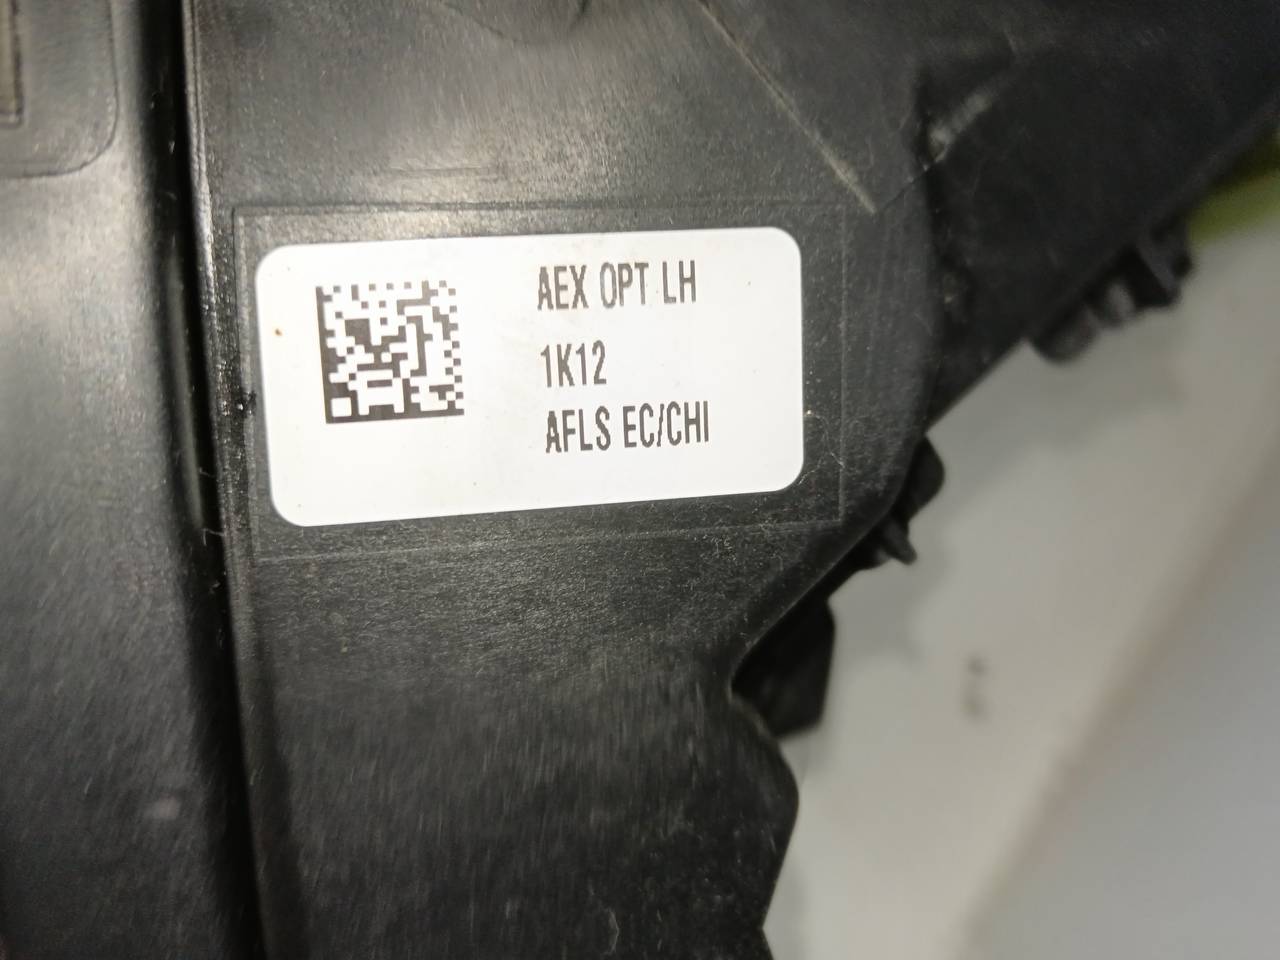 AEX OPT LH
1K12
AFLS EC/CHI